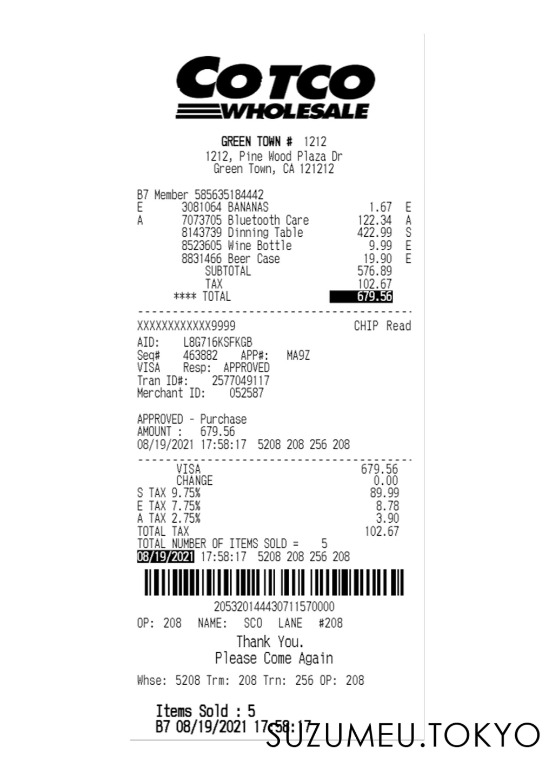 COTCO
WHOLESALE
GREEN TOWN # 1212
1212, Pine Wood Plaza Dr
Green Town, CA 121212
B7 Member 585635184442
E 3081064 BANANAS 1.67 E
A 7073705 Bluetooth Care 122.34 A
8143739 Dinning Table 422.99 S
8523605 Wine Bottle 9.99 E
8831466 Beer Case 19.90 E
SUBTOTAL 576.89
TAX 102.67
**** TOTAL 679.56
XXXXXXXXXXXX9999 CHIP Read
AID: L8G716KSFKGB
Seq# 463882 APP#: MA9Z
VISA Resp: APPROVED
Tran ID#: 2577049117
Merchant ID: 052587
APPROVED - Purchase
AMOUNT : 679.56
08/19/2021 17:58:17 5208 208 256 208
VISA 679.56
CHANGE 0.00
S TAX 9.75% 89.99
E TAX 7.75% 8.78
A TAX 2.75% 3.90
TOTAL TAX 102.67
TOTAL NUMBER OF ITEMS SOLD = 5
08/19/2021 17:58:17 5208 208 256 208
205320144430711570000
OP: 208 NAME: SCO LANE #208
Thank You.
Please Come Again
Whse: 5208 Trm: 208 Trn: 256 OP: 208
Items Sold : 5
B7 08/19/2021 17:58:17
SUZUMEU.TOKYO